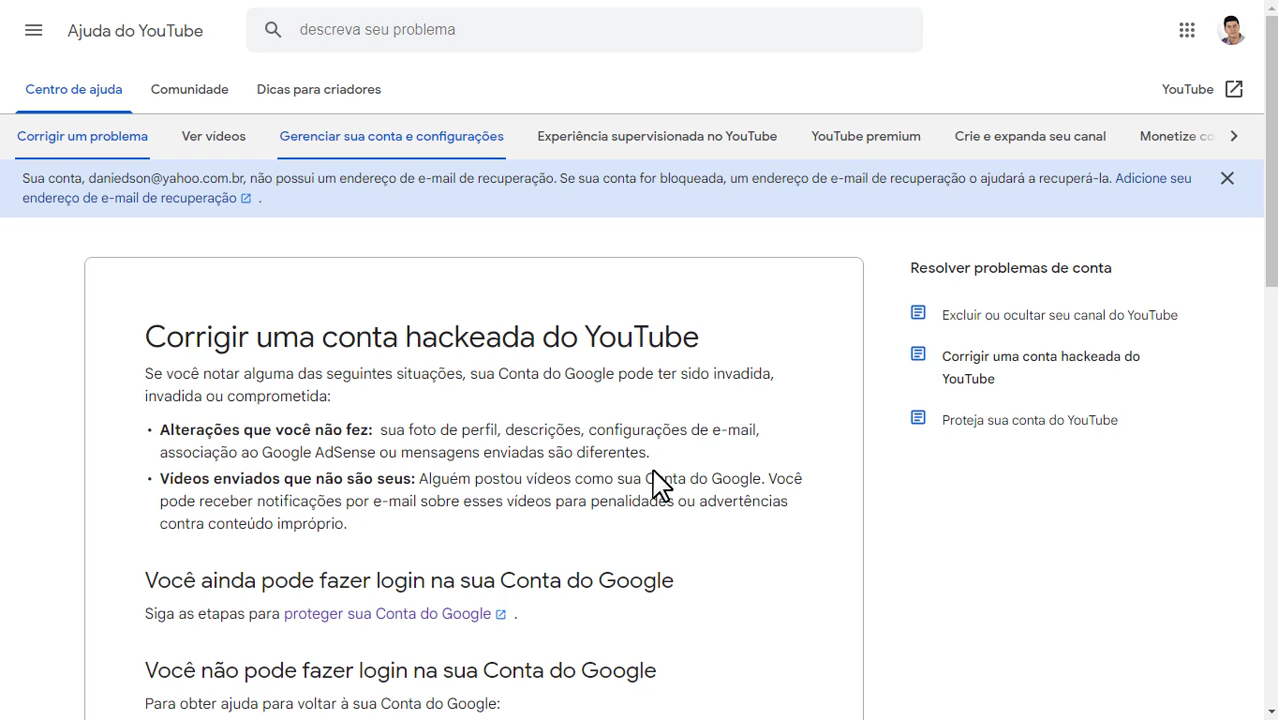 Ajuda do YouTube
descreva seu problema
Centro de ajuda
Comunidade
Dicas para criadores
YouTube
Corrigir um problema
Ver vídeos
Gerenciar sua conta e configurações
Experiência supervisionada no YouTube
YouTube premium
Crie e expanda seu canal
Monetize co
Sua conta, daniedson@yahoo.com.br, não possui um endereço de e-mail de recuperação. Se sua conta for bloqueada, um endereço de e-mail de recuperação o ajudará a recuperá-la. Adicione seu
endereço de e-mail de recuperação .
Corrigir uma conta hackeada do YouTube
Se você notar alguma das seguintes situações, sua Conta do Google pode ter sido invadida,
invadida ou comprometida:
• Alterações que você não fez: sua foto de perfil, descrições, configurações de e-mail,
associação ao Google AdSense ou mensagens enviadas são diferentes.
• Vídeos enviados que não são seus: Alguém postou vídeos como sua Conta do Google. Você
pode receber notificações por e-mail sobre esses vídeos para penalidades ou advertências
contra conteúdo impróprio.
Você ainda pode fazer login na sua Conta do Google
Siga as etapas para proteger sua Conta do Google .
Você não pode fazer login na sua Conta do Google
Para obter ajuda para voltar à sua Conta do Google:
Resolver problemas de conta
Excluir ou ocultar seu canal do YouTube
Corrigir uma conta hackeada do
YouTube
Proteja sua conta do YouTube